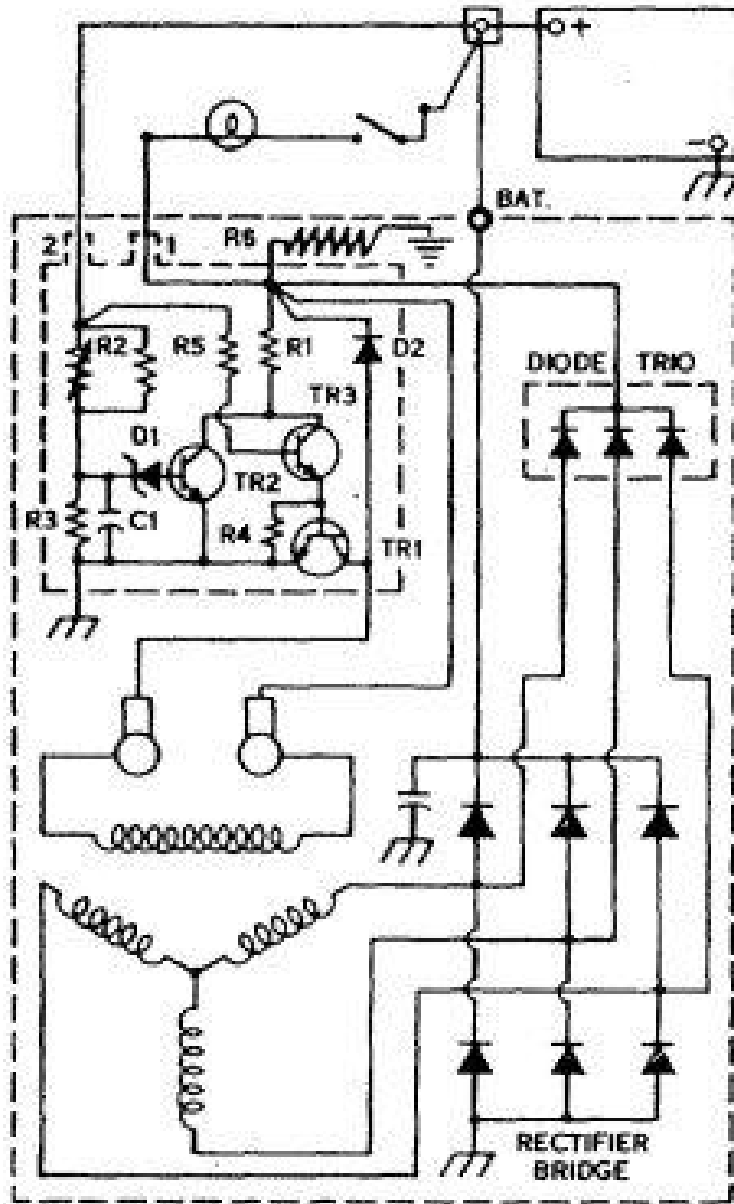 +
-
BAT.
2
1
R6
R2
R5
R1
D2
DIODE TRIO
TR3
D1
TR2
R3
C1
R4
TR1
RECTIFIER
BRIDGE